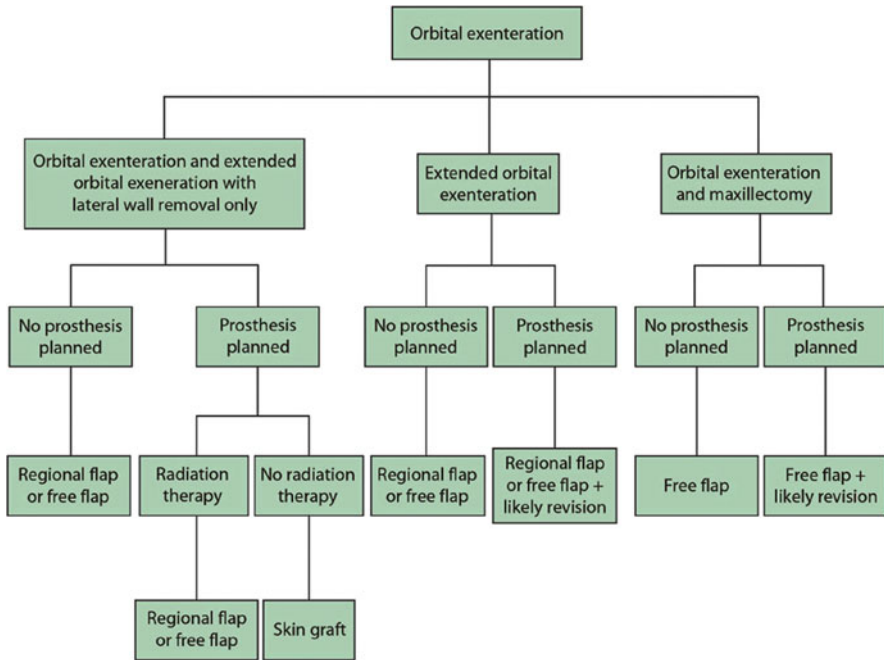 Orbital exenteration
Orbital exenteration and extended
orbital exeneration with
lateral wall removal only
Extended orbital
exenteration
Orbital exenteration
and maxillectomy
No prosthesis
planned
Prosthesis
planned
No prosthesis
planned
Prosthesis
planned
No prosthesis
planned
Prosthesis
planned
Regional flap
or free flap
Radiation
therapy
No radiation
therapy
Regional flap
or free flap
Regional flap
or free flap +
likely revision
Free flap
Free flap +
likely revision
Regional flap
or free flap
Skin graft